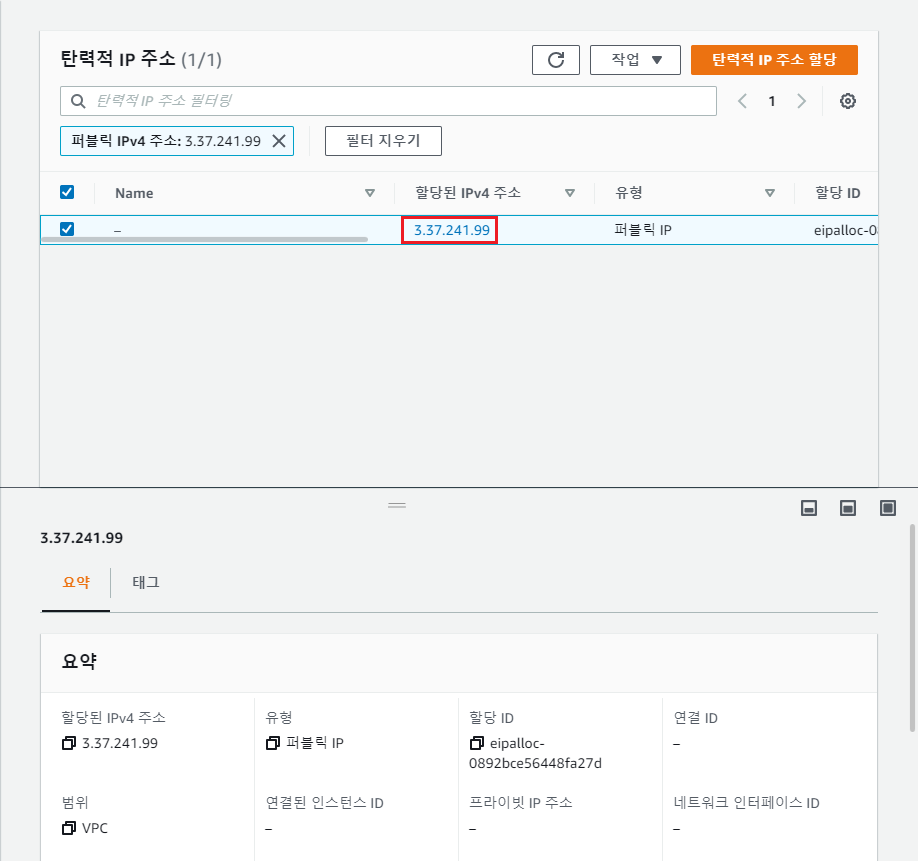 탄력적 IP 주소 (1/1)
작업
탄력적 IP 주소 할당
탄력적 IP 주소 필터링
1
퍼블릭 IPv4 주소: 3.37.241.99
필터 지우기
Name 할당된 IPv4 주소 유형 할당 ID
– 3.37.241.99 퍼블릭 IP eipalloc-0
3.37.241.99
요약 태그
요약
할당된 IPv4 주소 유형 할당 ID 연결 ID
3.37.241.99 퍼블릭 IP eipalloc- –
0892bce56448fa27d
범위 연결된 인스턴스 ID 프라이빗 IP 주소 네트워크 인터페이스 ID
VPC – – –